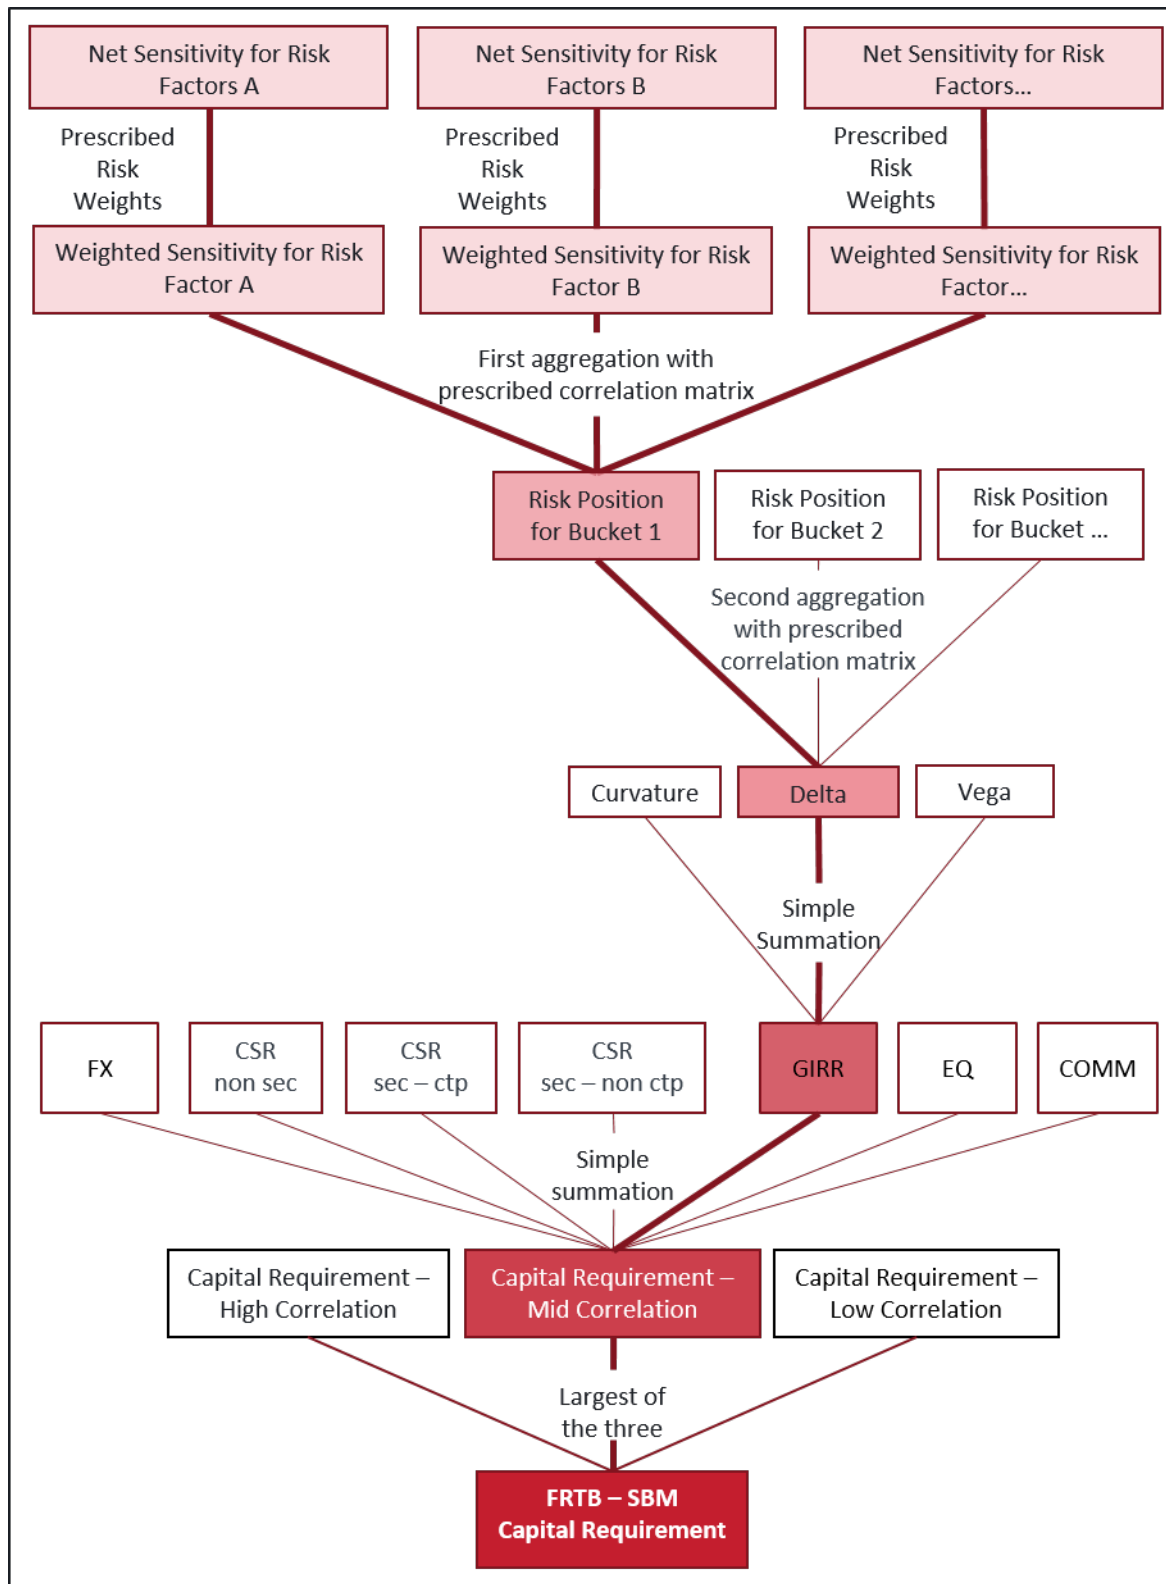 Net Sensitivity for Risk
Factors A
Net Sensitivity for Risk
Factors B
Net Sensitivity for Risk
Factors...
Prescribed
Risk
Weights
Prescribed
Risk
Weights
Prescribed
Risk
Weights
Weighted Sensitivity for Risk
Factor A
Weighted Sensitivity for Risk
Factor B
Weighted Sensitivity for Risk
Factor...
First aggregation with
prescribed correlation matrix
Risk Position
for Bucket 1
Risk Position
for Bucket 2
Risk Position
for Bucket ...
Second aggregation
with prescribed
correlation matrix
Curvature
Delta
Vega
Simple
Summation
FX
CSR
non sec
CSR
sec – ctp
CSR
sec – non ctp
GIRR
EQ
COMM
Simple
summation
Capital Requirement –
High Correlation
Capital Requirement –
Mid Correlation
Capital Requirement –
Low Correlation
Largest of
the three
FRTB – SBM
Capital Requirement